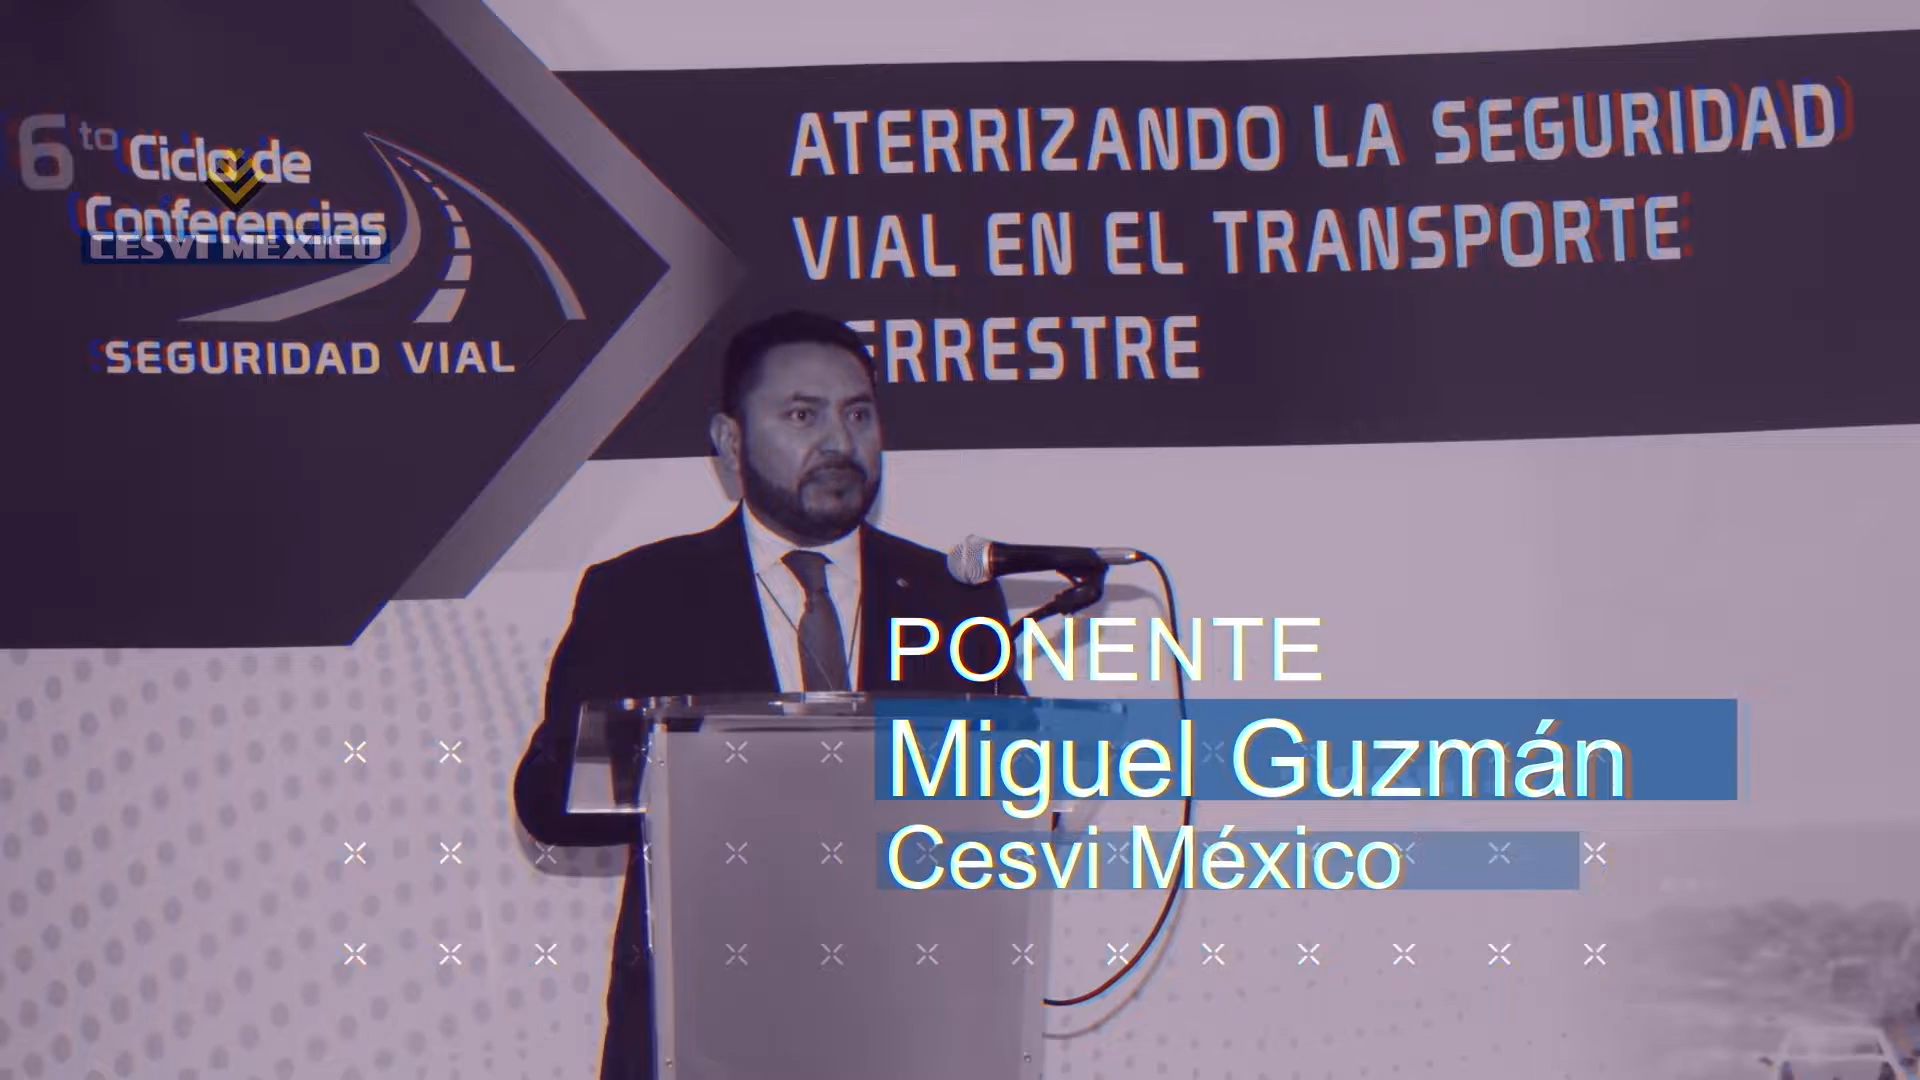 6to Ciclo de
Conferencias
CESVI MEXICO
SEGURIDAD VIAL
ATERRIZANDO LA SEGURIDAD
VIAL EN EL TRANSPORTE
ERRESTRE
PONENTE
Miguel Guzmán
Cesvi México